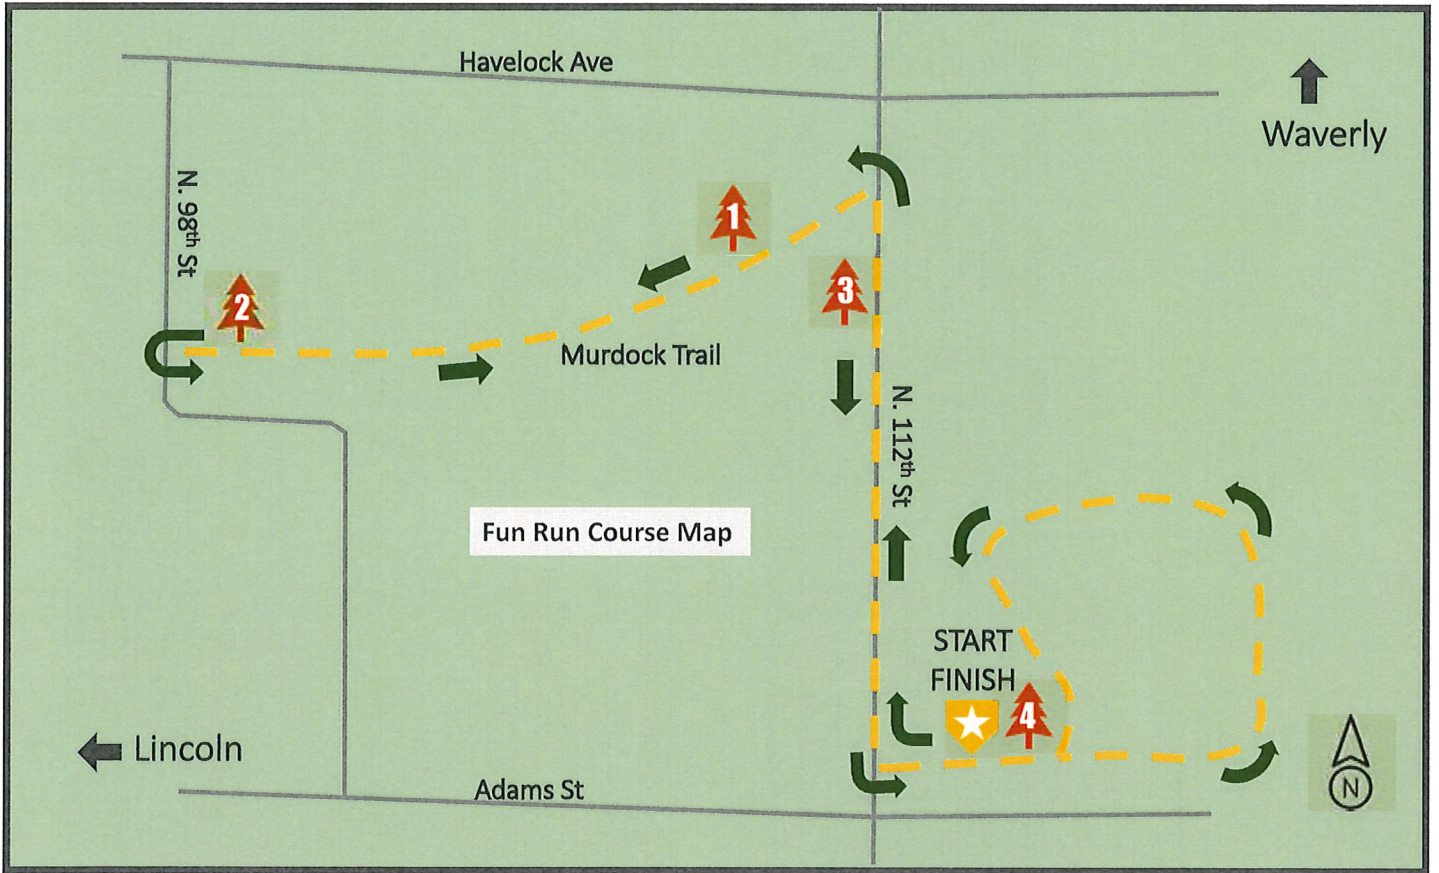 Havelock Ave
Waverly
N. 98th St
1
2
3
Murdock Trail
N. 112th St
Fun Run Course Map
START
FINISH
4
Lincoln
Adams St
N